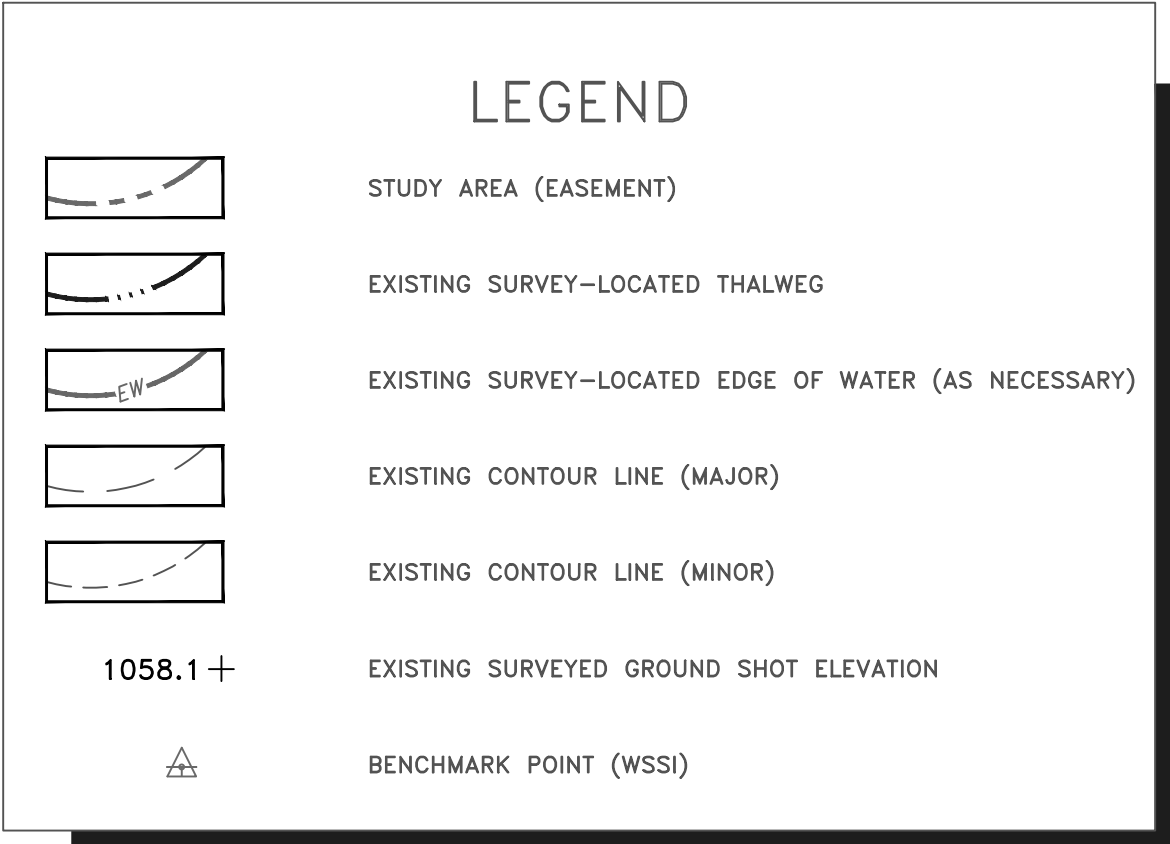 LEGEND
STUDY AREA (EASEMENT)
EXISTING SURVEY-LOCATED THALWEG
EW EXISTING SURVEY-LOCATED EDGE OF WATER (AS NECESSARY)
EXISTING CONTOUR LINE (MAJOR)
EXISTING CONTOUR LINE (MINOR)
1058.1 EXISTING SURVEYED GROUND SHOT ELEVATION
BENCHMARK POINT (WSSI)